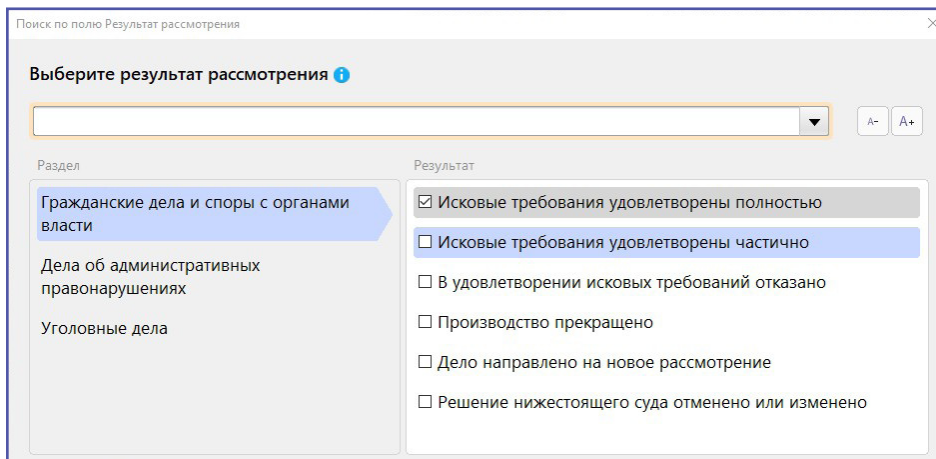 Поиск по полю Результат рассмотрения
Выберите результат рассмотрения
A- A+
Раздел
Результат
Гражданские дела и споры с органами
власти
Дела об административных
правонарушениях
Уголовные дела
Исковые требования удовлетворены полностью
Исковые требования удовлетворены частично
В удовлетворении исковых требований отказано
Производство прекращено
Дело направлено на новое рассмотрение
Решение нижестоящего суда отменено или изменено